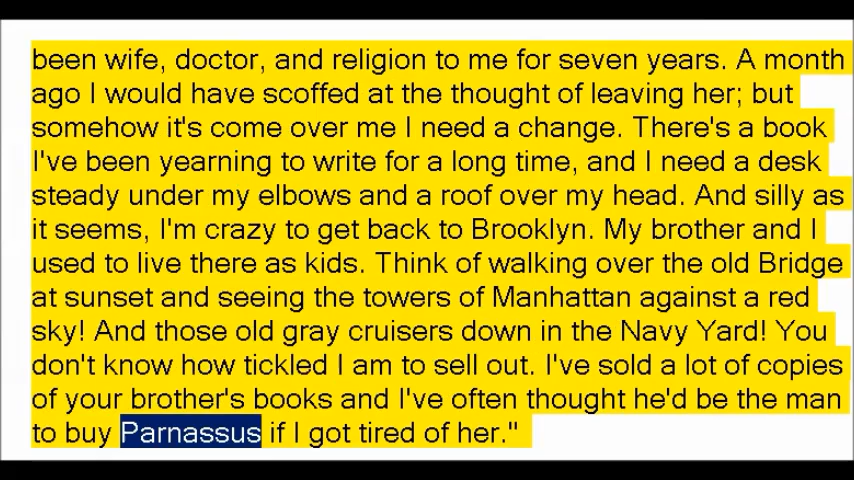 been wife, doctor, and religion to me for seven years. A month
ago I would have scoffed at the thought of leaving her; but
somehow it's come over me I need a change. There's a book
I've been yearning to write for a long time, and I need a desk
steady under my elbows and a roof over my head. And silly as
it seems, I'm crazy to get back to Brooklyn. My brother and I
used to live there as kids. Think of walking over the old Bridge
at sunset and seeing the towers of Manhattan against a red
sky! And those old gray cruisers down in the Navy Yard! You
don't know how tickled I am to sell out. I've sold a lot of copies
of your brother's books and I've often thought he'd be the man
to buy Parnassus if I got tired of her."